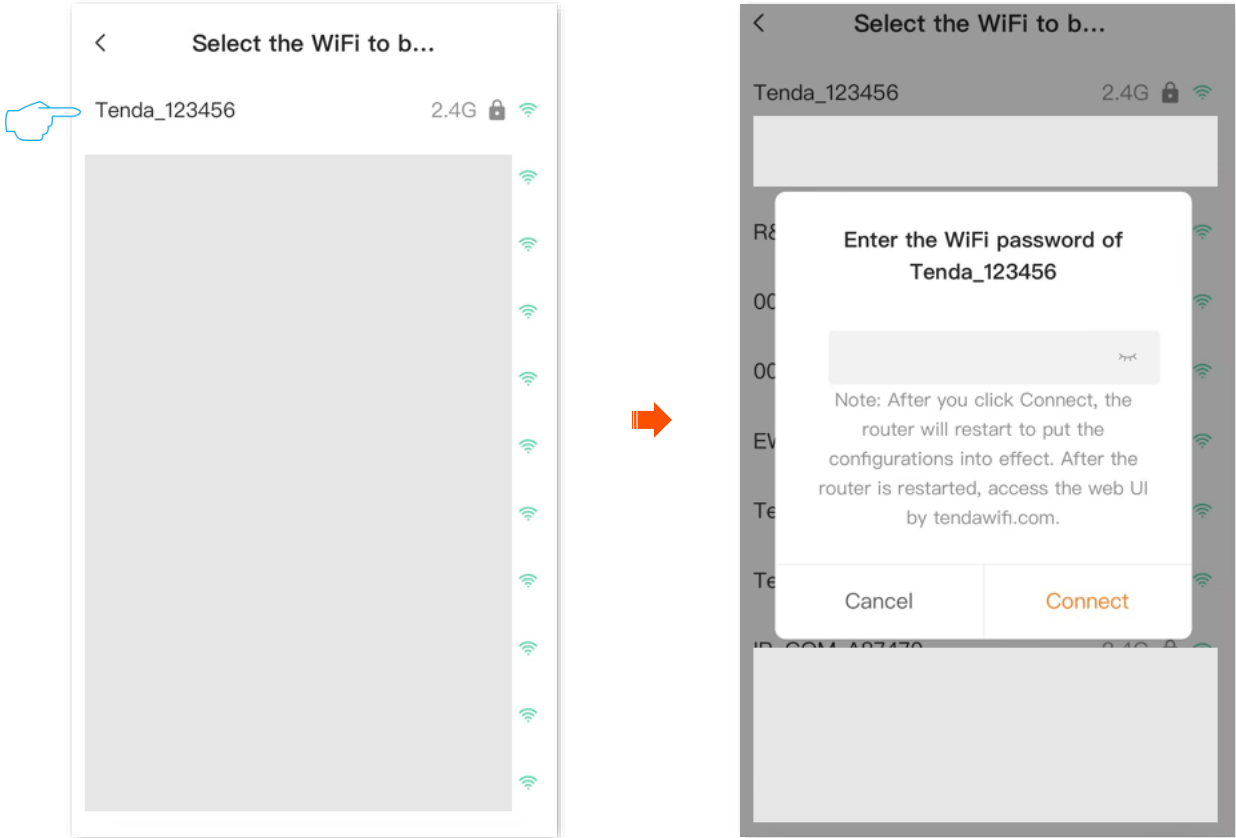 Select the WiFi to b...
Tenda_123456 2.4G
Select the WiFi to b...
Tenda_123456 2.4G
Enter the WiFi password of
Tenda_123456
Note: After you click Connect, the
router will restart to put the
configurations into effect. After the
router is restarted, access the web UI
by tendawifi.com.
Cancel Connect